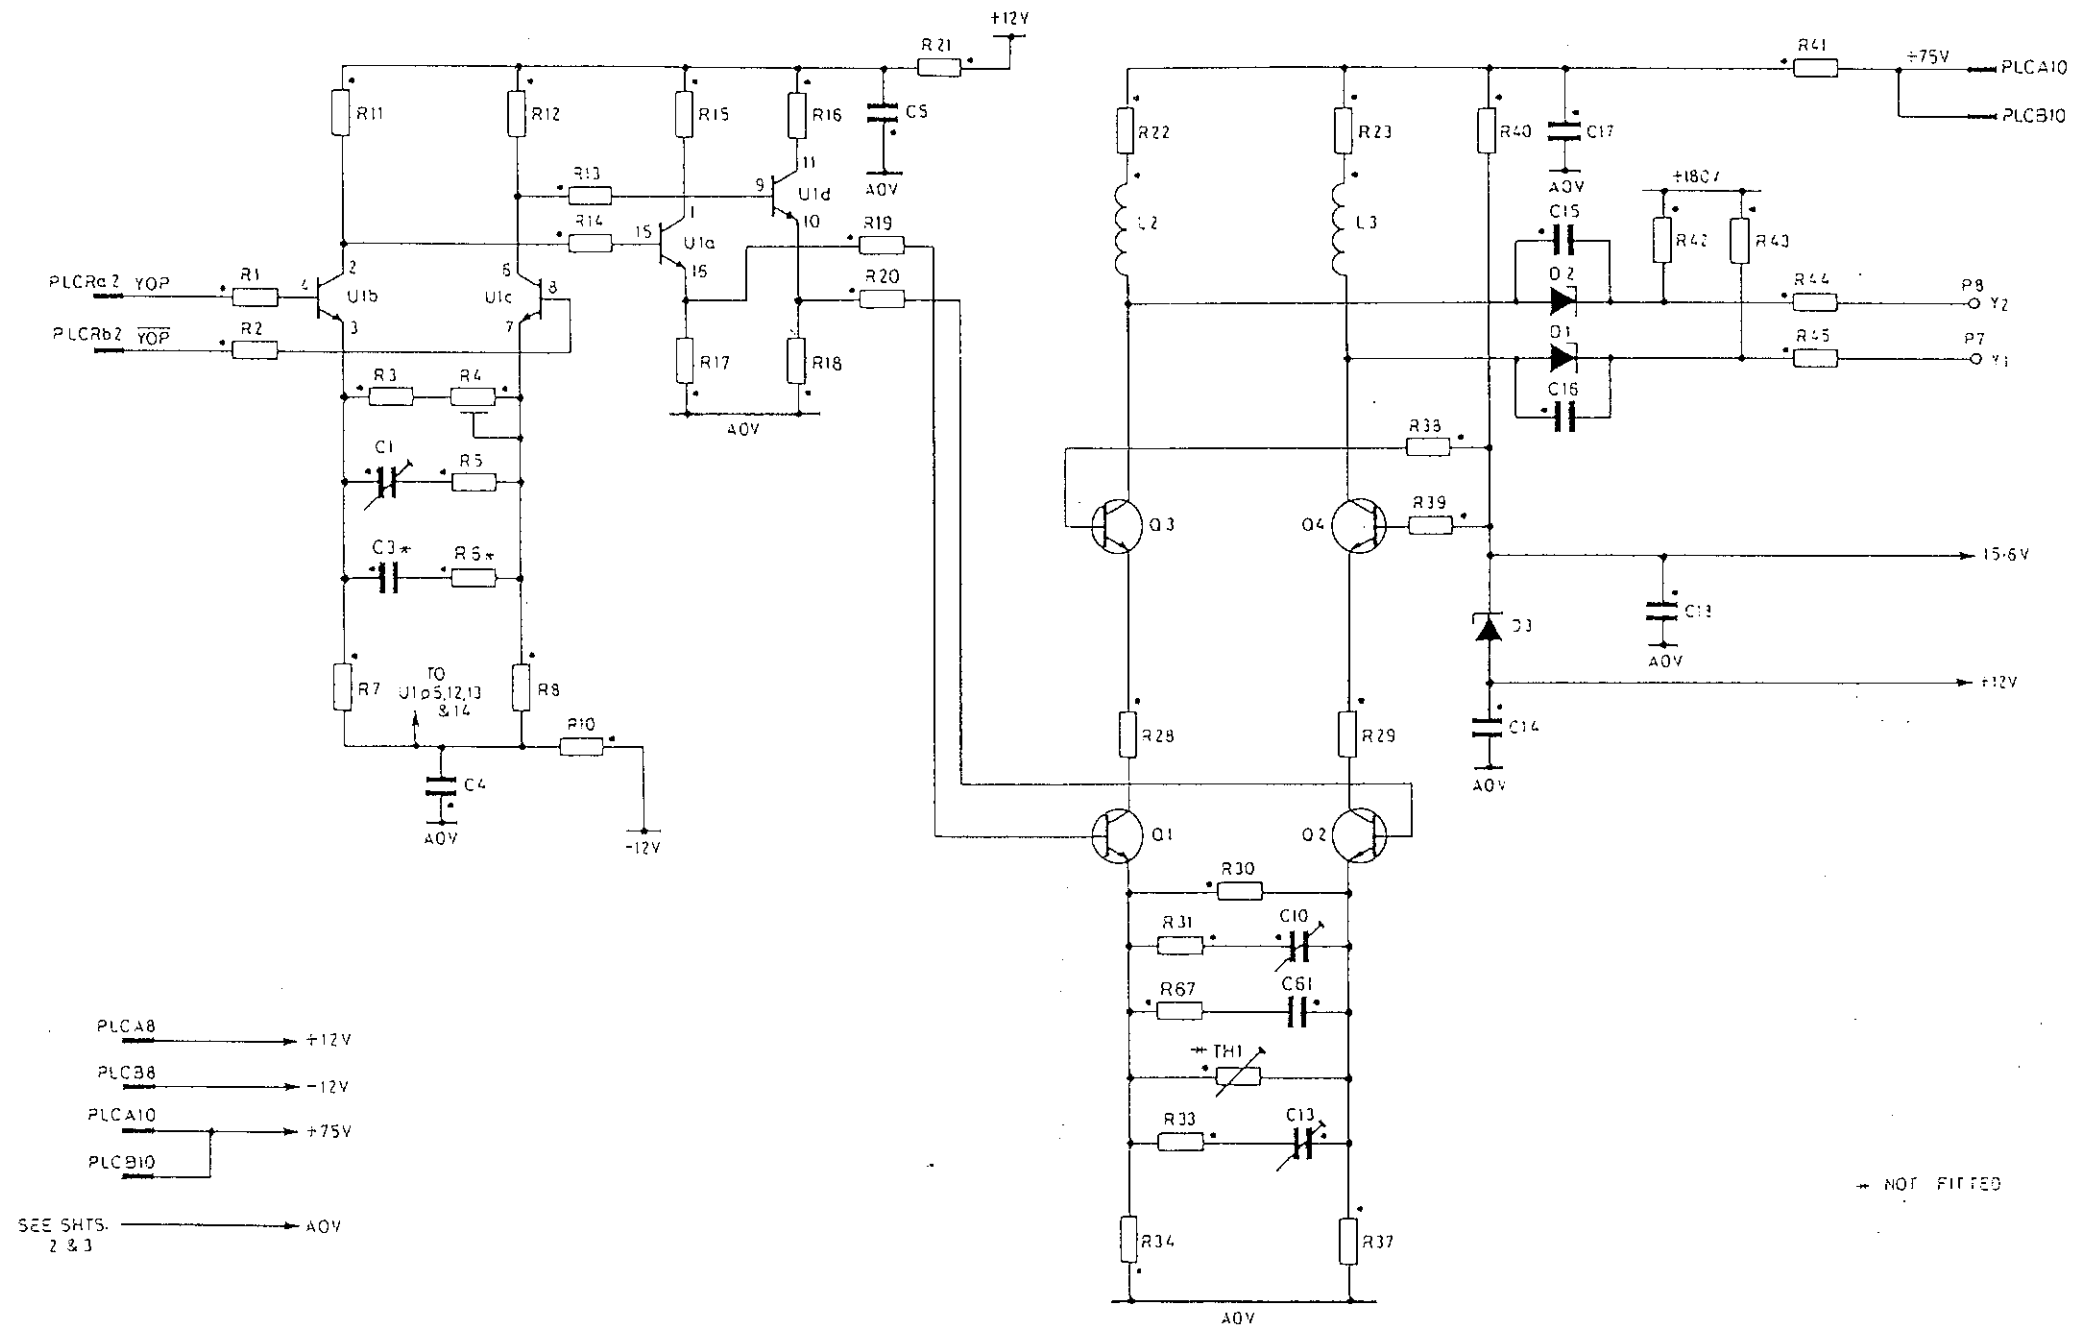 +12V
R21
R41
+75V
PLCA10
PLCB10
R11
R12
R15
R16
C5
A0V
R22
R23
R40
C17
A0V
+180V
R13
9
11
U1d
10
R14
15
1
U1a
16
R19
R20
L2
L3
C15
R42
R43
D2
R44
P8
Y2
D1
R45
P7
Y1
C16
PLCRa2 YOP
R1
4
2
U1b
3
6
U1c
8
7
PLCRb2 YOP
R2
R17
R18
A0V
R3
R4
C1
R5
C3*
R6*
R38
R39
Q3
Q4
15·6V
C18
A0V
D3
+12V
C14
A0V
R7
TO
U1p5,12,13
& 14
R8
R10
C4
A0V
-12V
R28
R29
Q1
Q2
R30
R31
C10
R67
C61
* TH1
R33
C13
R34
R37
A0V
PLCA8
+12V
PLCB8
-12V
PLCA10
+75V
PLCB10
SEE SHTS.
2 & 3
A0V
* NOT FITTED